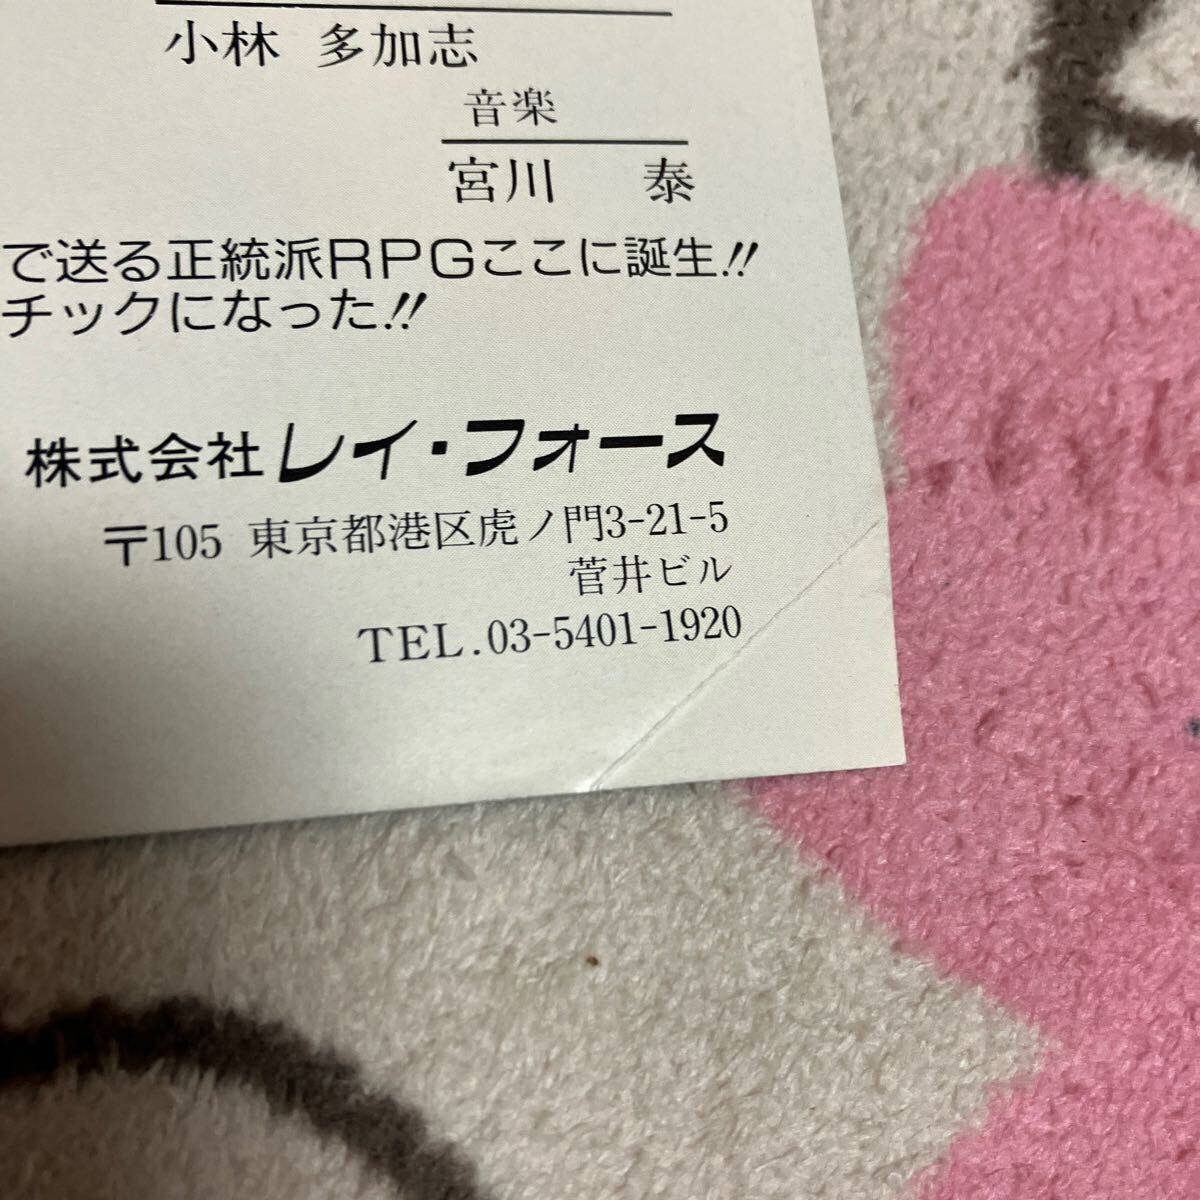 小林 多加志
音楽
宮川 泰
で送る正統派RPGここに誕生!!
チックになった!!
株式会社レイ・フォース
〒105 東京都港区虎ノ門3-21-5
菅井ビル
TEL.03-5401-1920